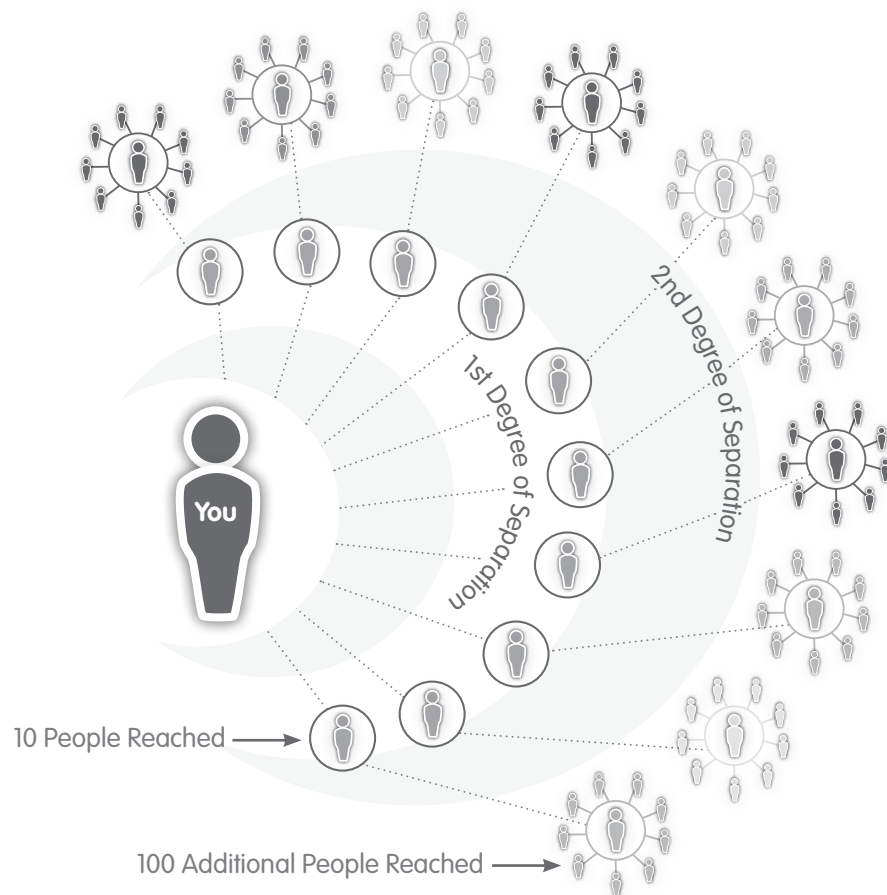 2nd Degree of Separation
1st Degree of Separation
You
10 People Reached
100 Additional People Reached